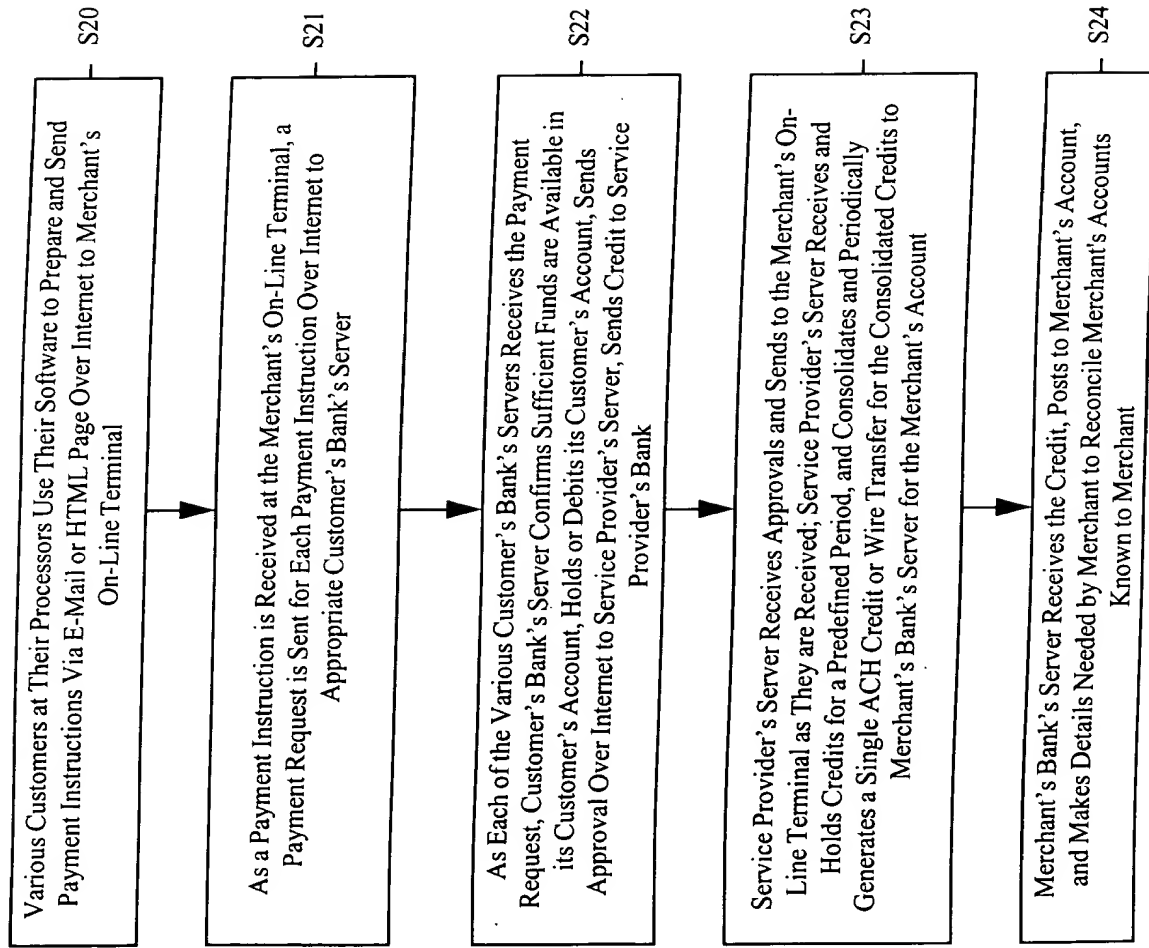 Various Customers at Their Processors Use Their Software to Prepare and Send
Payment Instructions Via E-Mail or HTML Page Over Internet to Merchant's
On-Line Terminal
S20
As a Payment Instruction is Received at the Merchant's On-Line Terminal, a
Payment Request is Sent for Each Payment Instruction Over Internet to
Appropriate Customer's Bank's Server
S21
As Each of the Various Customer's Bank's Servers Receives the Payment
Request, Customer's Bank's Server Confirms Sufficient Funds are Available in
its Customer's Account, Holds or Debits its Customer's Account, Sends
Approval Over Internet to Service Provider's Server, Sends Credit to Service
Provider's Bank
S22
Service Provider's Server Receives Approvals and Sends to the Merchant's On-
Line Terminal as They are Received; Service Provider's Server Receives and
Holds Credits for a Predefined Period, and Consolidates and Periodically
Generates a Single ACH Credit or Wire Transfer for the Consolidated Credits to
Merchant's Bank's Server for the Merchant's Account
S23
Merchant's Bank's Server Receives the Credit, Posts to Merchant's Account,
and Makes Details Needed by Merchant to Reconcile Merchant's Accounts
Known to Merchant
S24